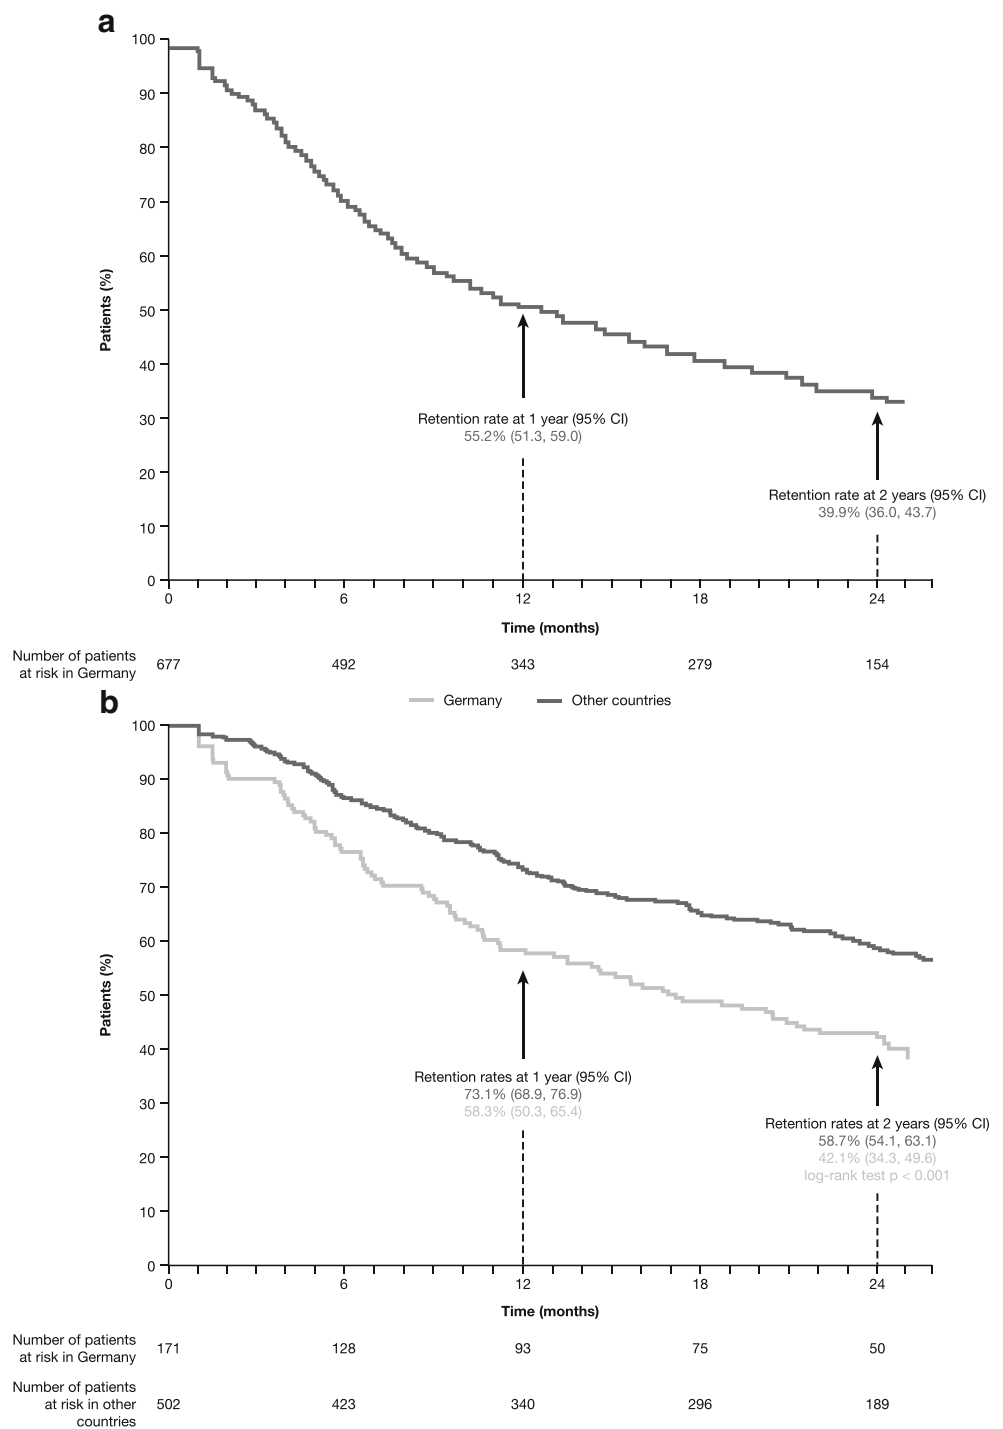 a
100
90
80
70
60
50
40
30
20
10
0
Patients (%)
Retention rate at 1 year (95% CI)
55.2% (51.3, 59.0)
Retention rate at 2 years (95% CI)
39.9% (36.0, 43.7)
0 6 12 18 24
Time (months)
Number of patients
at risk in Germany
677 492 343 279 154
b
Germany Other countries
100
90
80
70
60
50
40
30
20
10
0
Patients (%)
Retention rates at 1 year (95% CI)
73.1% (68.9, 76.9)
58.3% (50.3, 65.4)
Retention rates at 2 years (95% CI)
58.7% (54.1, 63.1)
42.1% (34.3, 49.6)
log-rank test p < 0.001
0 6 12 18 24
Time (months)
Number of patients
at risk in Germany
171 128 93 75 50
Number of patients
at risk in other
countries
502 423 340 296 189